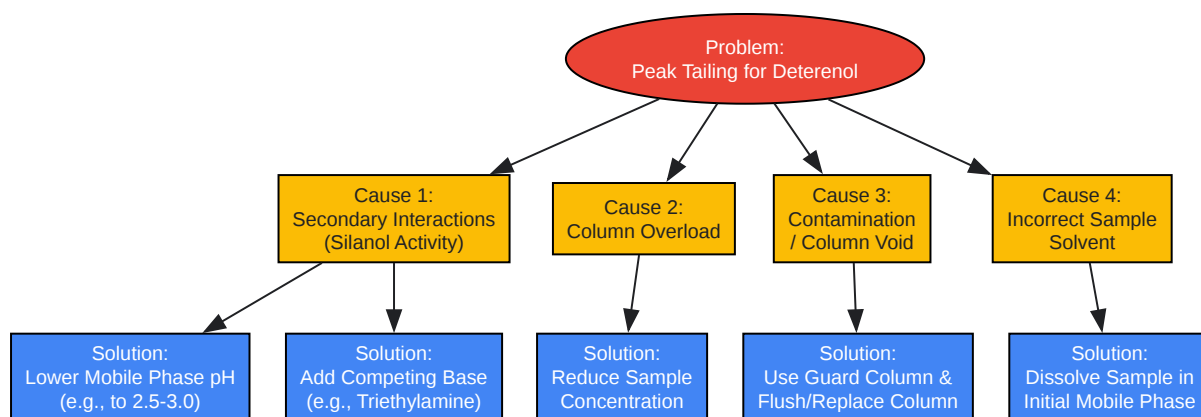 Problem:
Peak Tailing for Deterenol
Cause 1:
Secondary Interactions
(Silanol Activity)
Cause 2:
Column Overload
Cause 3:
Contamination
/ Column Void
Cause 4:
Incorrect Sample
Solvent
Solution:
Lower Mobile Phase pH
(e.g., to 2.5-3.0)
Solution:
Add Competing Base
(e.g., Triethylamine)
Solution:
Reduce Sample
Concentration
Solution:
Use Guard Column &
Flush/Replace Column
Solution:
Dissolve Sample in
Initial Mobile Phase